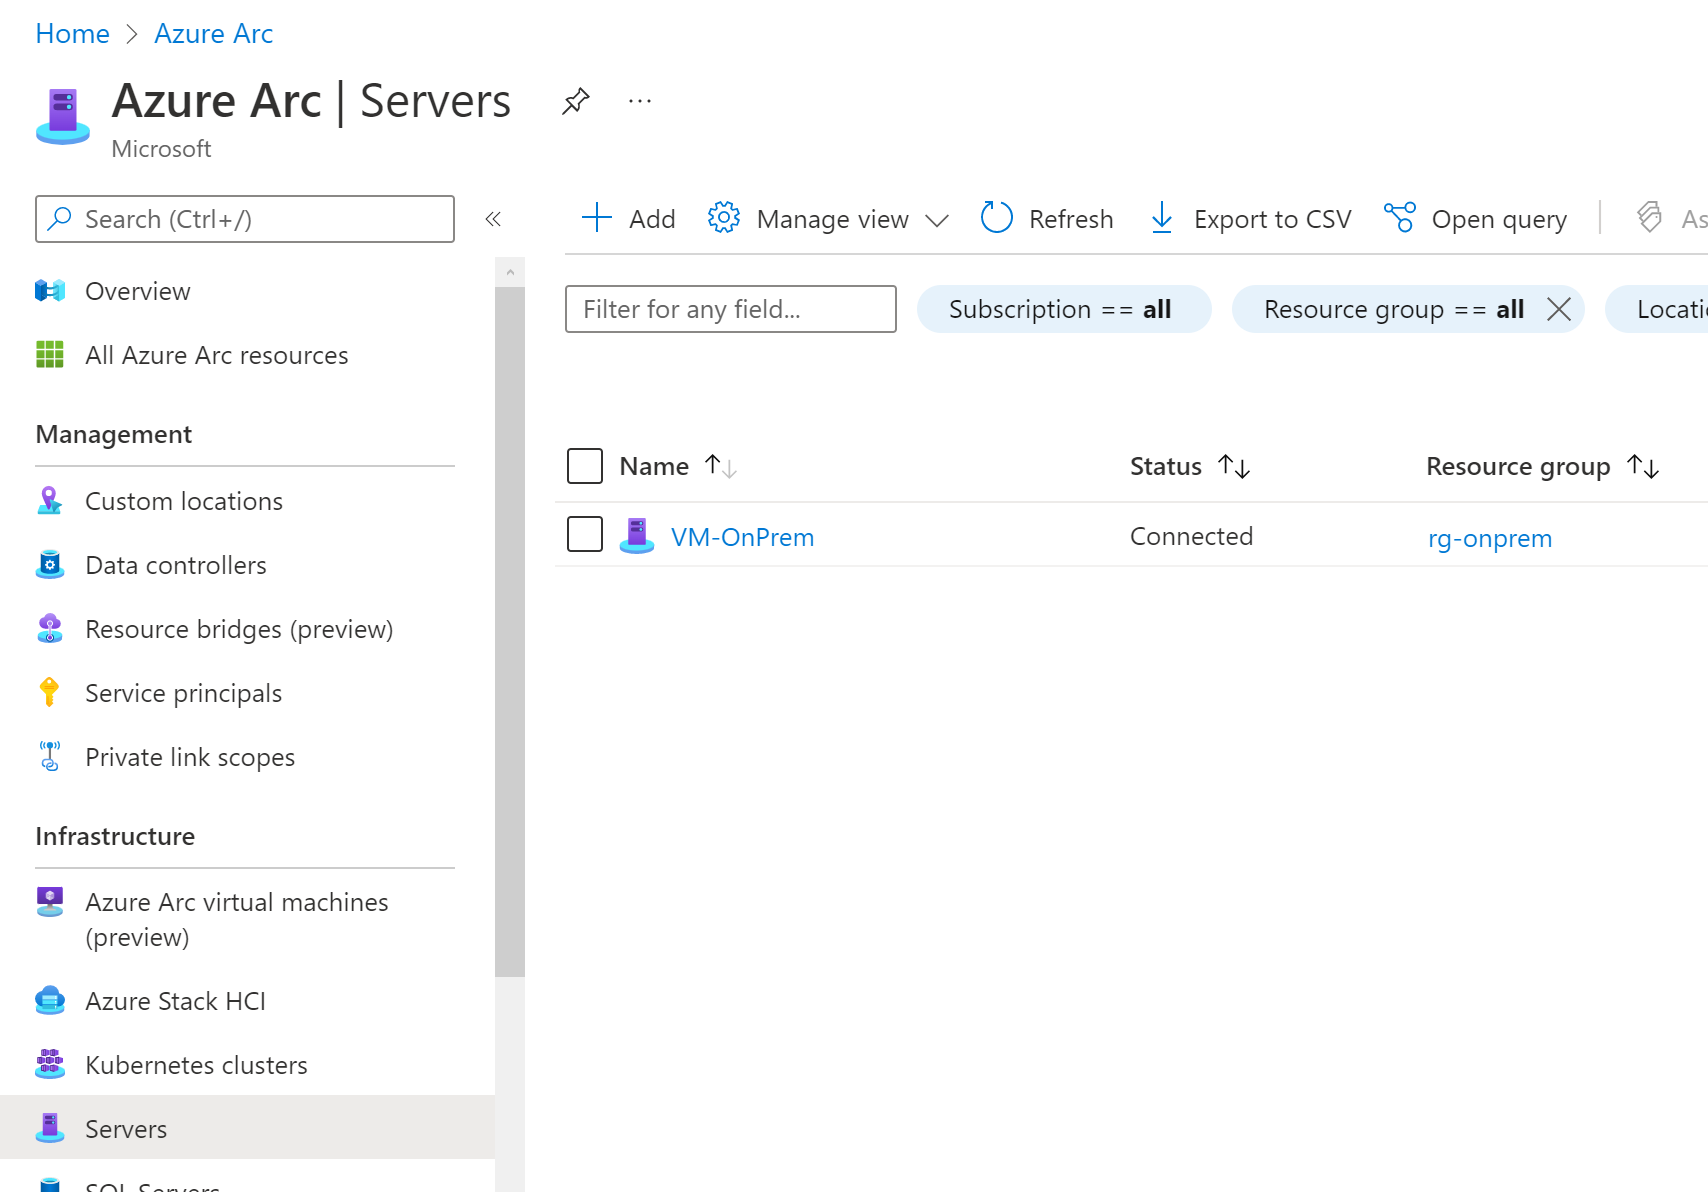 Home > Azure Arc
Azure Arc | Servers
Microsoft
Search (Ctrl+/)
Overview
All Azure Arc resources
Management
Custom locations
Data controllers
Resource bridges (preview)
Service principals
Private link scopes
Infrastructure
Azure Arc virtual machines
(preview)
Azure Stack HCI
Kubernetes clusters
Servers
SQL Servers
Add Manage view Refresh Export to CSV Open query As
Filter for any field... Subscription == all Resource group == all Locati
Name Status Resource group
VM-OnPrem Connected rg-onprem